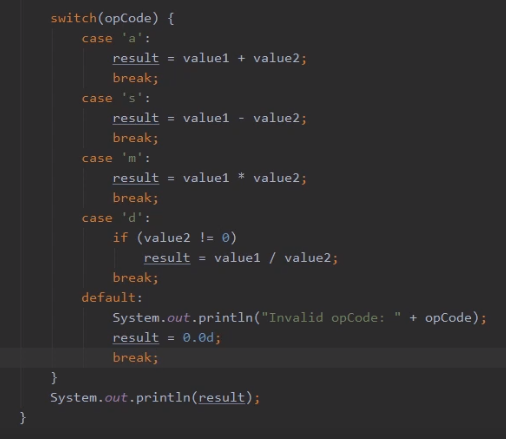 switch(opCode) {
case 'a':
result = value1 + value2;
break;
case 's':
result = value1 - value2;
break;
case 'm':
result = value1 * value2;
break;
case 'd':
if (value2 != 0)
result = value1 / value2;
break;
default:
System.out.println("Invalid opCode: " + opCode);
result = 0.0d;
break;
}
System.out.println(result);
}